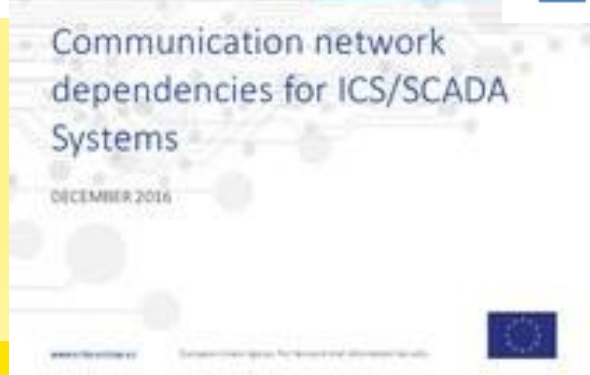 Communication network
dependencies for ICS/SCADA
Systems
DECEMBER 2016